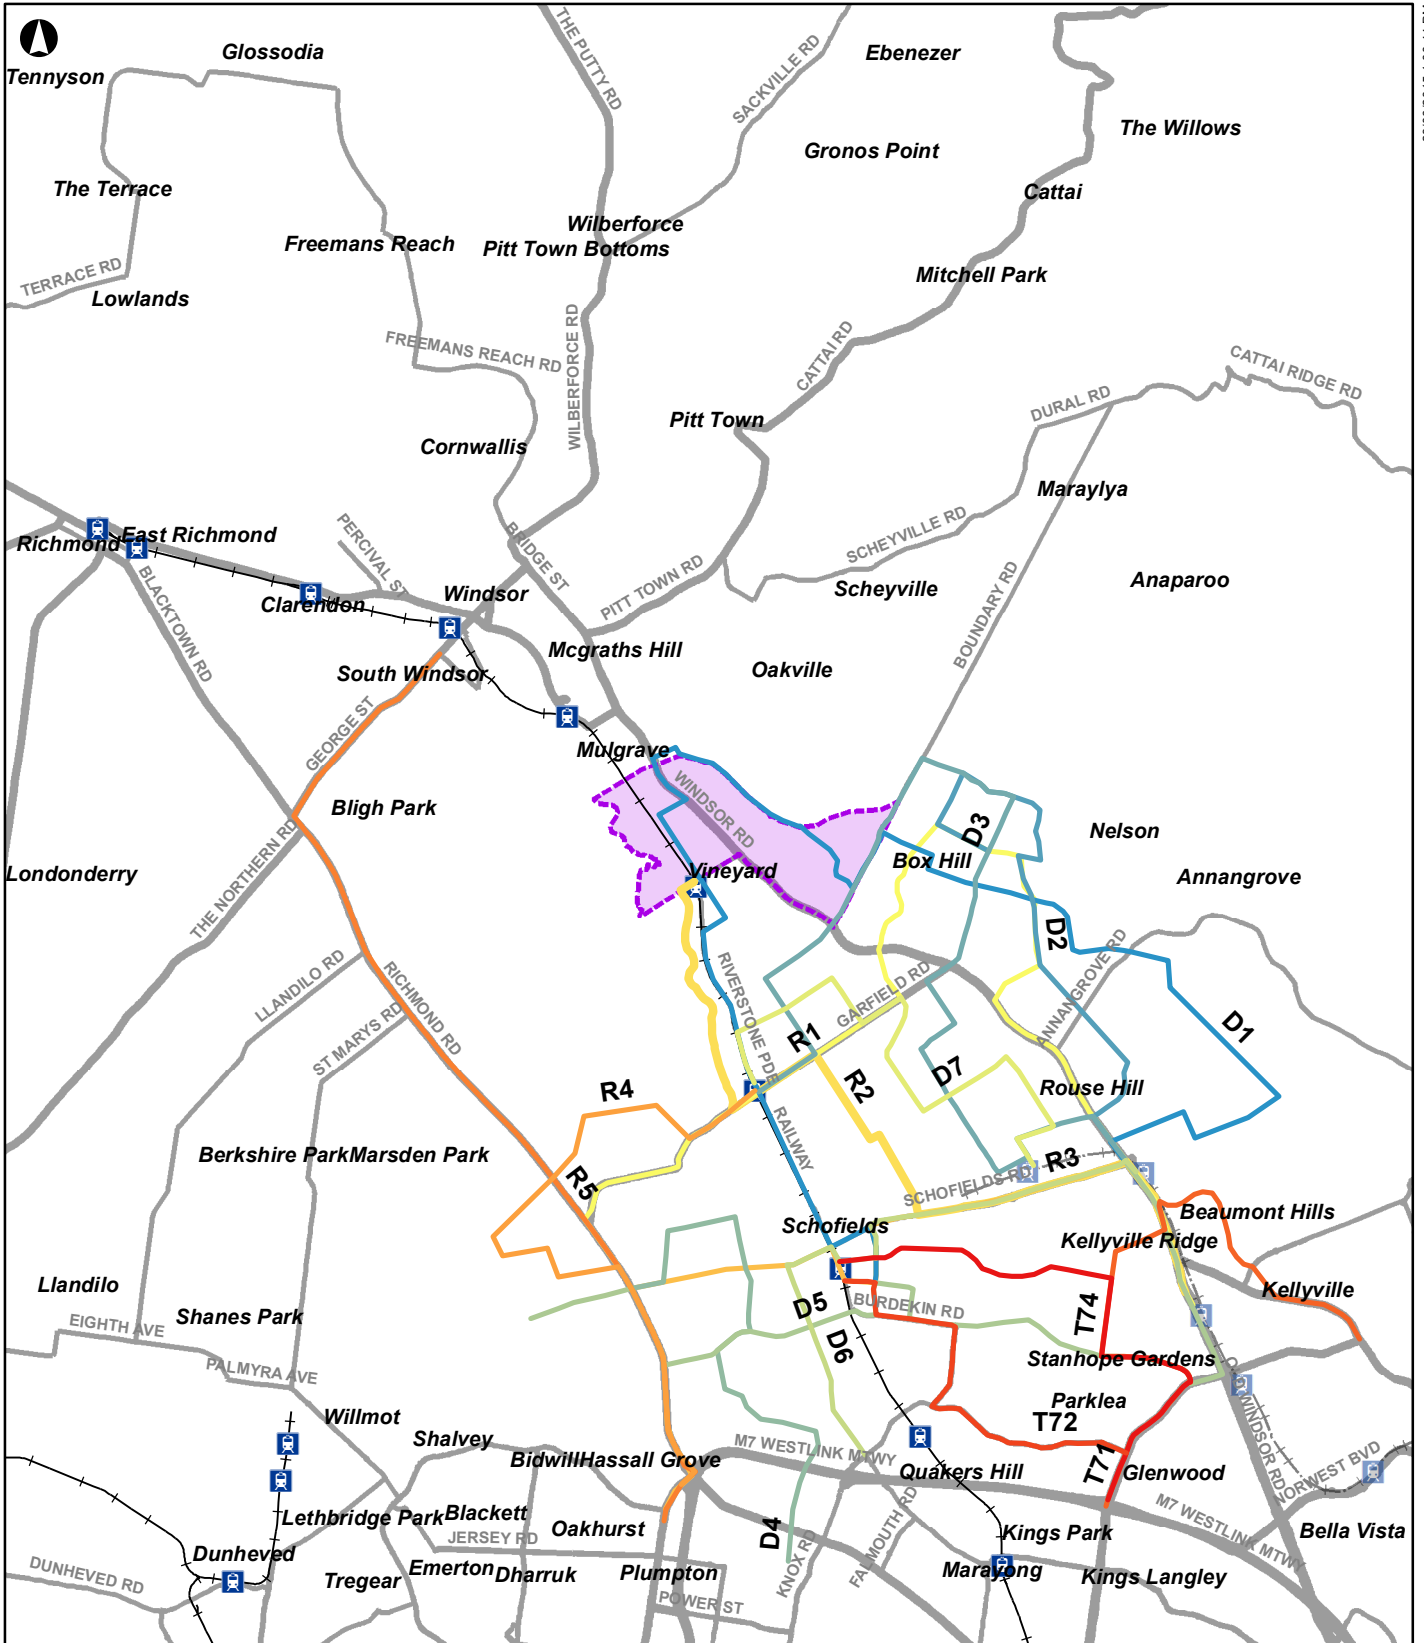 THE PUTTY RD
Glossodia
Ebenezer
Tennyson
SACKVILLE RD
The Willows
Gronos Point
The Terrace
Cattai
Wilberforce
Freemans Reach
Pitt Town Bottoms
TERRACE RD
Mitchell Park
Lowlands
FREEMANS REACH RD
WILBERFORCE RD
CATTAI RD
CATTAI RIDGE RD
DURAL RD
Pitt Town
Cornwallis
Maraylya
Richmond
East Richmond
PERCIVAL ST
BRIDGE ST
SCHEYVILLE RD
BLACKTOWN RD
Clarendon
Windsor
PITT TOWN RD
Scheyville
Anaparoo
BOUNDARY RD
South Windsor
Mcgraths Hill
Oakville
GEORGE ST
Mulgrave
WINDSOR RD
Bligh Park
D3
Nelson
Londonderry
THE NORTHERN RD
Vineyard
Box Hill
Annangrove
D2
LLANDILO RD
RICHMOND RD
RIVERSTONE PDE
GARFIELD RD
ANNANGROVE RD
ST MARYS RD
R1
D1
R4
R2
D7
Rouse Hill
RAILWAY
Berkshire Park
Marsden Park
R5
R3
SCHOFIELDS RD
Schofields
Beaumont Hills
Kellyville Ridge
Llandilo
Kellyville
Shanes Park
D5
BURDEKIN RD
T74
EIGHTH AVE
D6
PALMYRA AVE
Stanhope Gardens
OLD WINDSOR RD
Willmot
Parklea
T72
Shalvey
Bidwill
Hassall Grove
M7 WESTLINK MTWY
Quakers Hill
T71
Glenwood
NORWEST BVD
Lethbridge Park
Blackett
Oakhurst
D4
KNOX RD
FALMOUTH RD
Kings Park
M7 WESTLINK MTWY
Bella Vista
JERSEY RD
Dunheved
DUNHEVED RD
Tregear
Emerton
Dharruk
Plumpton
Marayong
Kings Langley
POWER ST